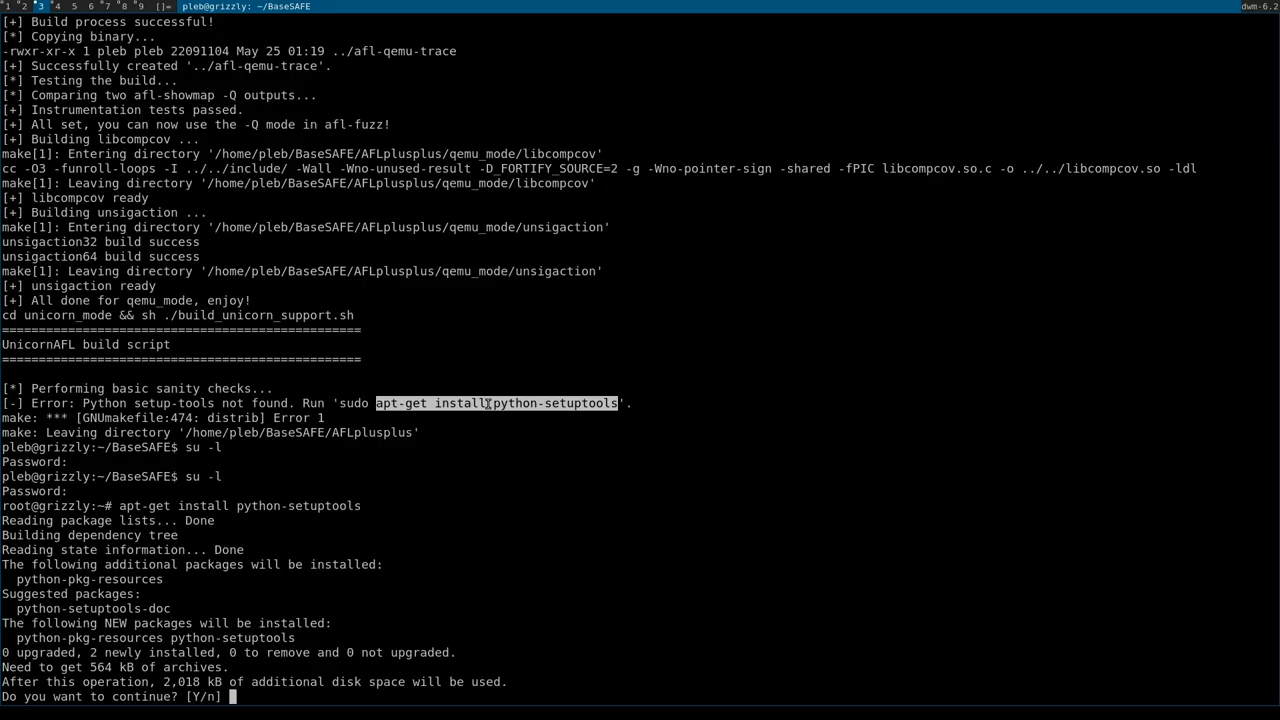 1 2 3 4 5 6 7 8 9 []= pleb@grizzly: ~/BaseSAFE dwm-6.2
[+] Build process successful!
[*] Copying binary...
-rwxr-xr-x 1 pleb pleb 22091104 May 25 01:19 ../afl-qemu-trace
[+] Successfully created '../afl-qemu-trace'.
[*] Testing the build...
[*] Comparing two afl-showmap -Q outputs...
[+] Instrumentation tests passed.
[+] All set, you can now use the -Q mode in afl-fuzz!
[+] Building libcompcov ...
make[1]: Entering directory '/home/pleb/BaseSAFE/AFLplusplus/qemu_mode/libcompcov'
cc -O3 -funroll-loops -I ../../include/ -Wall -Wno-unused-result -D_FORTIFY_SOURCE=2 -g -Wno-pointer-sign -shared -fPIC libcompcov.so.c -o ../../libcompcov.so -ldl
make[1]: Leaving directory '/home/pleb/BaseSAFE/AFLplusplus/qemu_mode/libcompcov'
[+] libcompcov ready
[+] Building unsigaction ...
make[1]: Entering directory '/home/pleb/BaseSAFE/AFLplusplus/qemu_mode/unsigaction'
unsigaction32 build success
unsigaction64 build success
make[1]: Leaving directory '/home/pleb/BaseSAFE/AFLplusplus/qemu_mode/unsigaction'
[+] unsigaction ready
[+] All done for qemu_mode, enjoy!
cd unicorn_mode && sh ./build_unicorn_support.sh
=================================================
UnicornAFL build script
=================================================
[*] Performing basic sanity checks...
[-] Error: Python setup-tools not found. Run 'sudo apt-get install python-setuptools'.
make: *** [GNUmakefile:474: distrib] Error 1
make: Leaving directory '/home/pleb/BaseSAFE/AFLplusplus'
pleb@grizzly:~/BaseSAFE$ su -l
Password:
pleb@grizzly:~/BaseSAFE$ su -l
Password:
root@grizzly:~# apt-get install python-setuptools
Reading package lists... Done
Building dependency tree
Reading state information... Done
The following additional packages will be installed:
python-pkg-resources
Suggested packages:
python-setuptools-doc
The following NEW packages will be installed:
python-pkg-resources python-setuptools
0 upgraded, 2 newly installed, 0 to remove and 0 not upgraded.
Need to get 564 kB of archives.
After this operation, 2,018 kB of additional disk space will be used.
Do you want to continue? [Y/n]